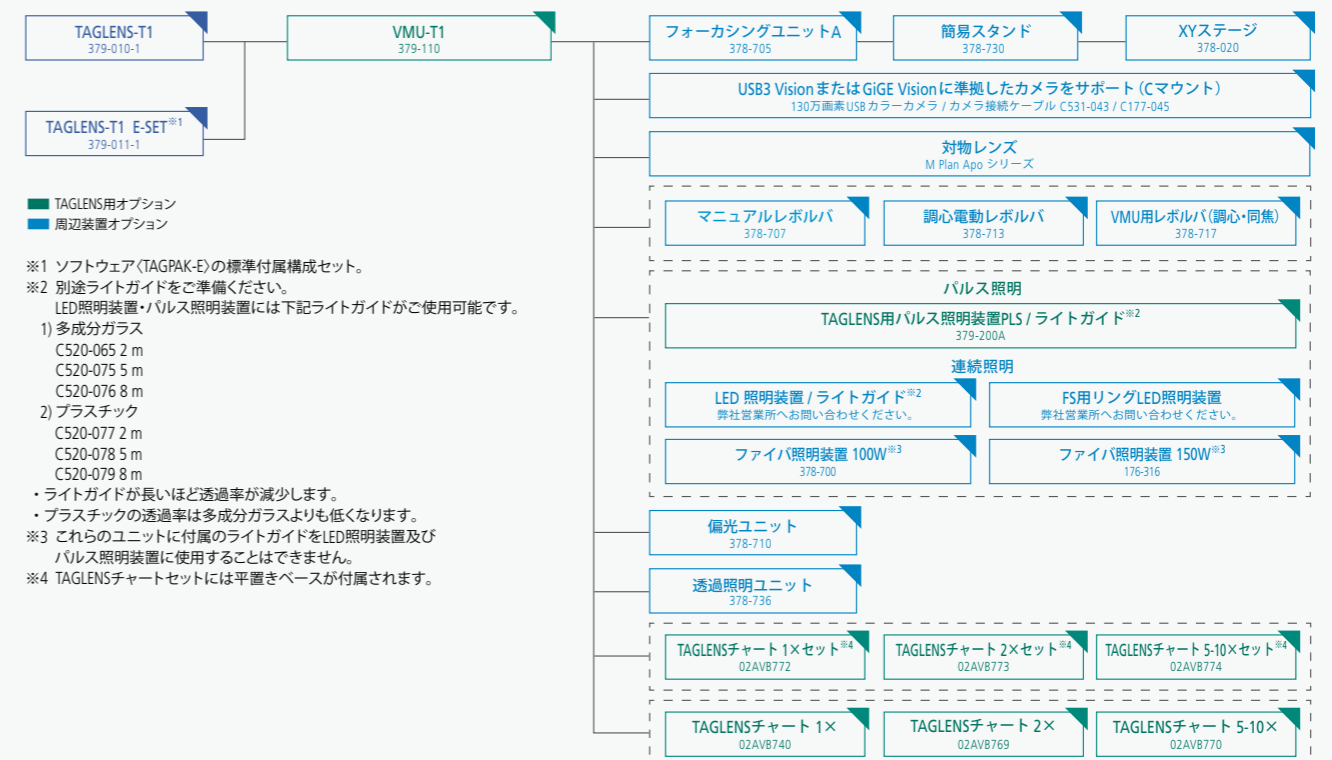 TAGLENS-T1
379-010-1
VMU-T1
379-110
フォーカシングユニットA
378-705
簡易スタンド
378-730
XYステージ
378-020
TAGLENS-T1 E-SET※1
379-011-1
USB3 VisionまたはGiGE Visionに準拠したカメラをサポート（Cマウント）
130万画素USBカラーカメラ / カメラ接続ケーブル C531-043 / C177-045
対物レンズ
M Plan Apo シリーズ
マニュアルレボルバ
378-707
調心電動レボルバ
378-713
VMU用レボルバ（調心・同焦）
378-717
パルス照明
TAGLENS用パルス照明装置PLS / ライトガイド※2
379-200A
連続照明
LED 照明装置 / ライトガイド※2
弊社営業所へお問い合わせください。
FS用リングLED照明装置
弊社営業所へお問い合わせください。
ファイバ照明装置 100W※3
378-700
ファイバ照明装置 150W※3
176-316
偏光ユニット
378-710
透過照明ユニット
378-736
TAGLENSチャート 1×セット※4
02AVB772
TAGLENSチャート 2×セット※4
02AVB773
TAGLENSチャート 5-10×セット※4
02AVB774
TAGLENSチャート 1×
02AVB740
TAGLENSチャート 2×
02AVB769
TAGLENSチャート 5-10×
02AVB770
TAGLENS用オプション
周辺装置オプション
※1 ソフトウェア〈TAGPAK-E〉の標準付属構成セット。
※2 別途ライトガイドをご準備ください。
LED照明装置・パルス照明装置には下記ライトガイドがご使用可能です。
1) 多成分ガラス
C520-065 2 m
C520-075 5 m
C520-076 8 m
2) プラスチック
C520-077 2 m
C520-078 5 m
C520-079 8 m
・ライトガイドが長いほど透過率が減少します。
・プラスチックの透過率は多成分ガラスよりも低くなります。
※3 これらのユニットに付属のライトガイドをLED照明装置及び
パルス照明装置に使用することはできません。
※4 TAGLENSチャートセットには平置きベースが付属されます。